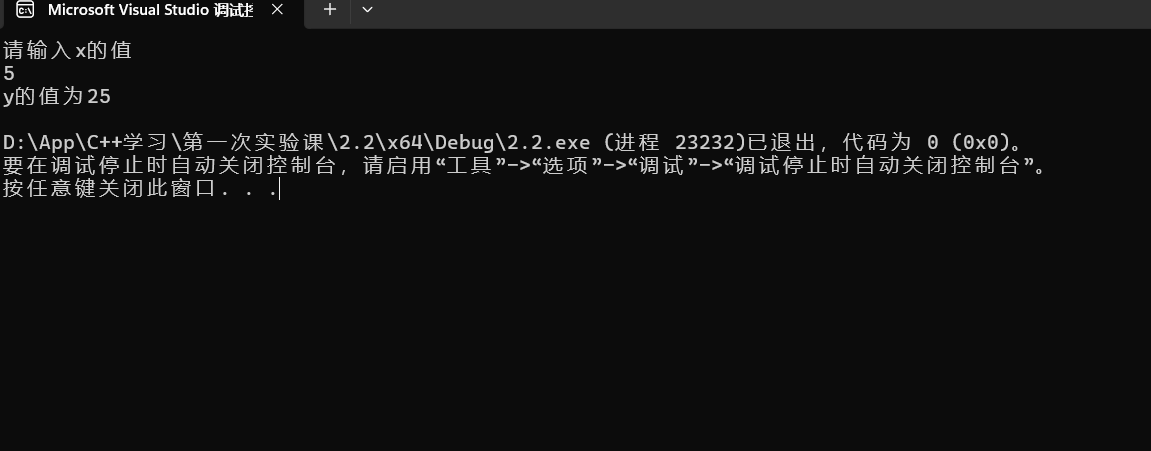 Microsoft Visual Studio 调试
请输入x的值
5
y的值为25
D:\App\C++学习\第一次实验课\2.2\x64\Debug\2.2.exe (进程 23232)已退出，代码为 0 (0x0)。
要在调试停止时自动关闭控制台，请启用“工具”->“选项”->“调试”->“调试停止时自动关闭控制台”。
按任意键关闭此窗口. . .